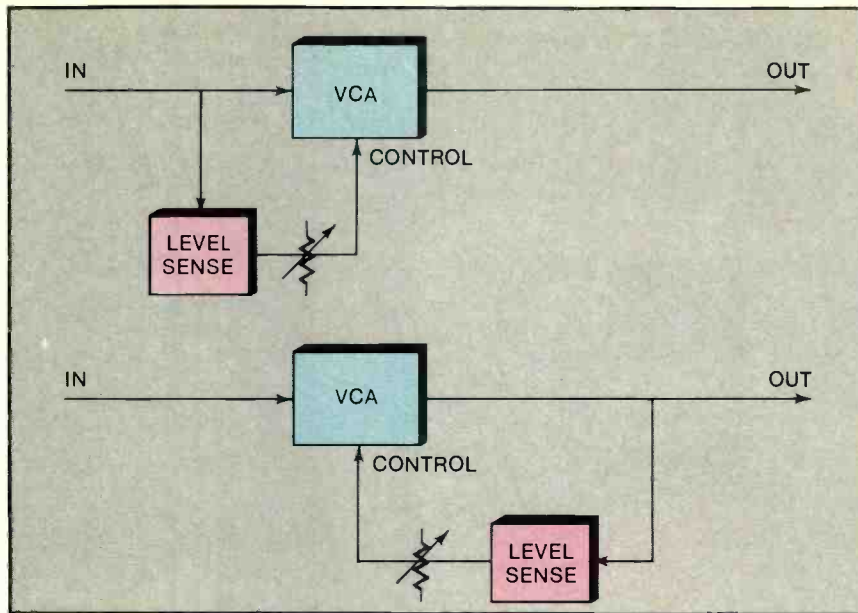 IN
VCA
OUT
CONTROL
LEVEL
SENSE
IN
VCA
OUT
CONTROL
LEVEL
SENSE